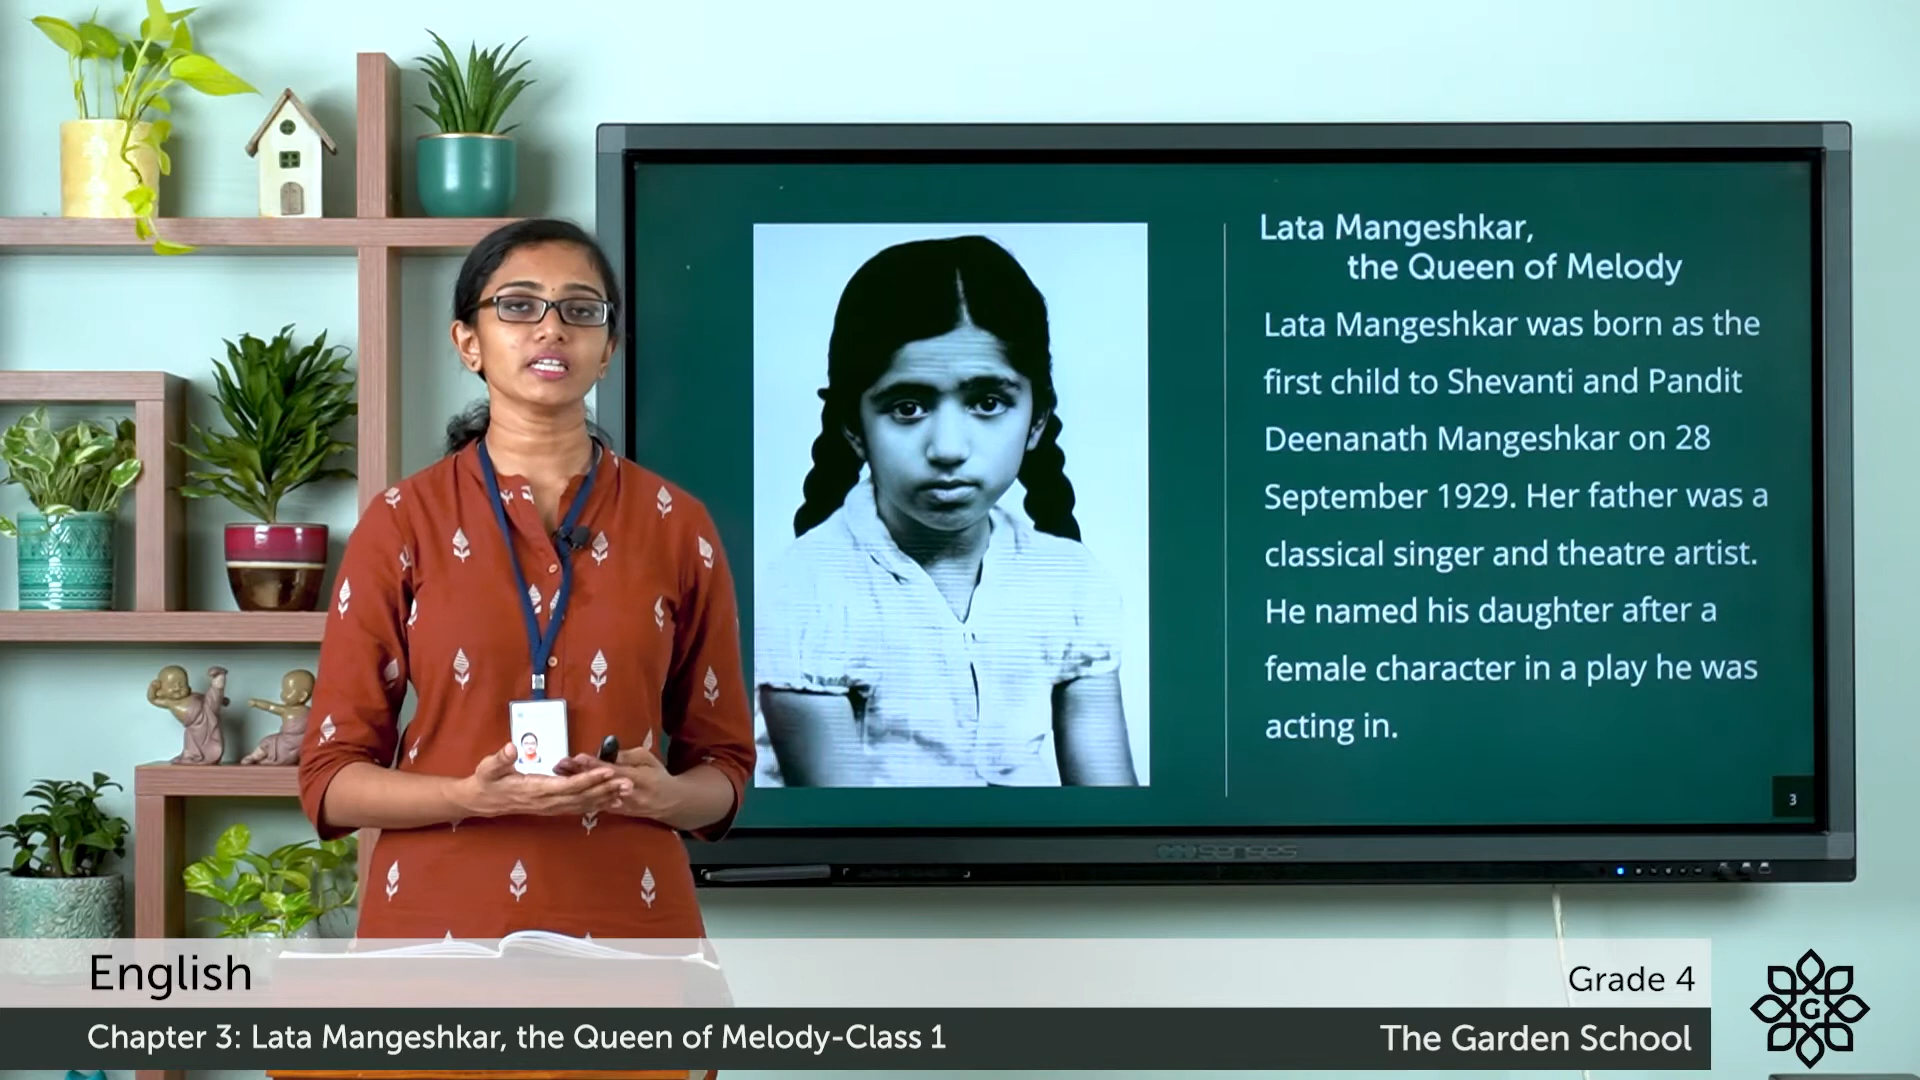 Lata Mangeshkar,
the Queen of Melody
Lata Mangeshkar was born as the
first child to Shevanti and Pandit
Deenanath Mangeshkar on 28
September 1929. Her father was a
classical singer and theatre artist.
He named his daughter after a
female character in a play he was
acting in.
3
senses
English
Grade 4
Chapter 3: Lata Mangeshkar, the Queen of Melody-Class 1
The Garden School
G